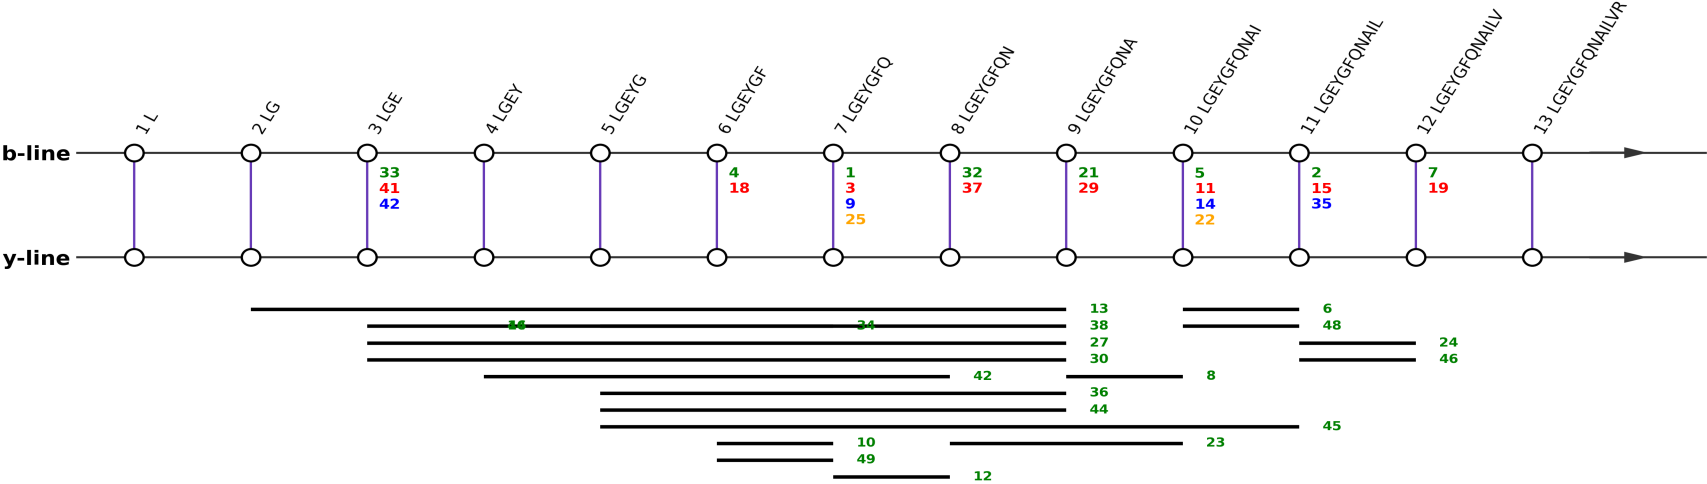 1 L
2 LG
3 LGE
4 LGEY
5 LGEYG
6 LGEYGF
7 LGEYGFQ
8 LGEYGFQN
9 LGEYGFQNA
10 LGEYGFQNAI
11 LGEYGFQNAIL
12 LGEYGFQNAILV
13 LGEYGFQNAILVR
b-line
33 4 1 32 21 5 2 7
41 18 3 37 29 11 15 19
42 9 14 35
25 22
y-line
13 6
34 38 48
27 24
30 46
42 8
36
44
45
10 23
49
12